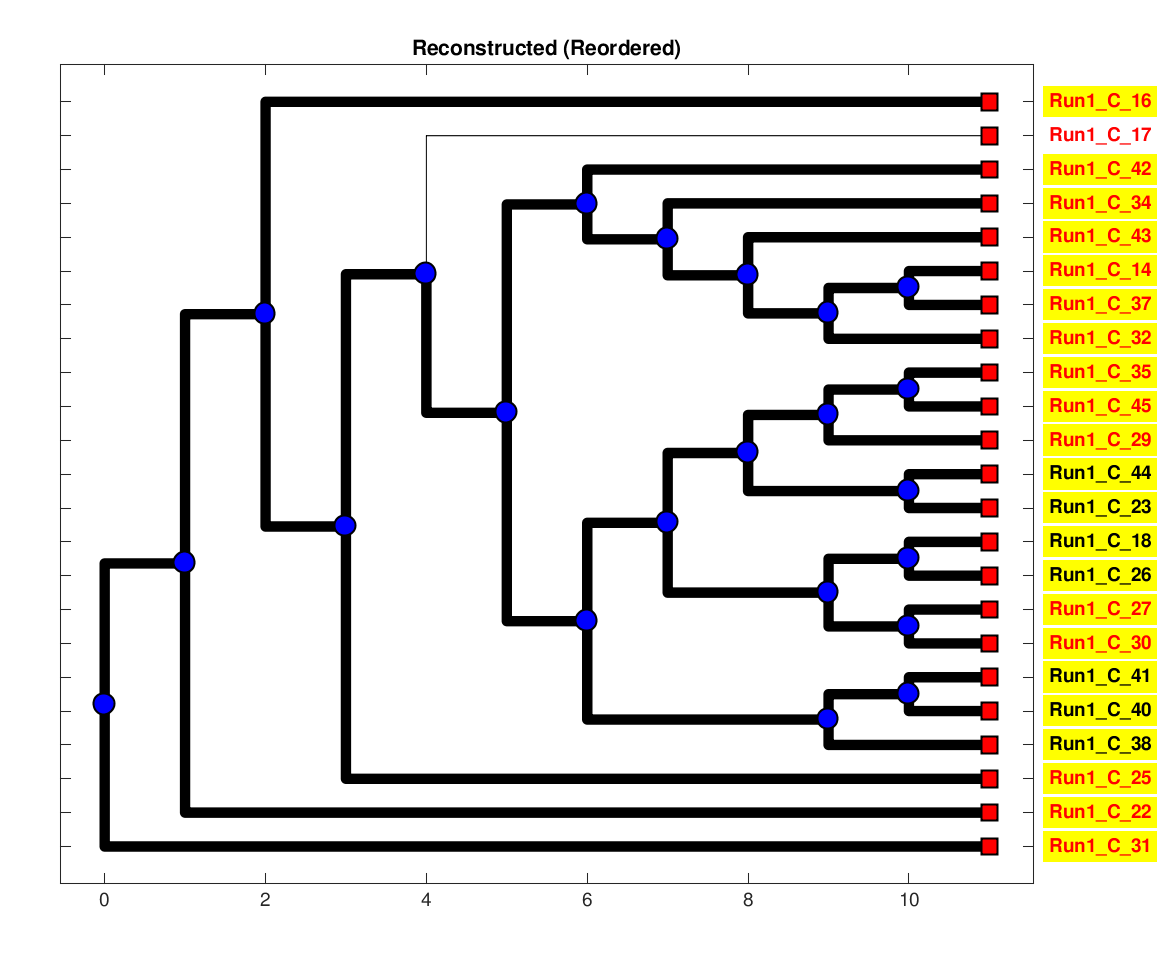 Reconstructed (Reordered)
Run1_C_16
Run1_C_17
Run1_C_42
Run1_C_34
Run1_C_43
Run1_C_14
Run1_C_37
Run1_C_32
Run1_C_35
Run1_C_45
Run1_C_29
Run1_C_44
Run1_C_23
Run1_C_18
Run1_C_26
Run1_C_27
Run1_C_30
Run1_C_41
Run1_C_40
Run1_C_38
Run1_C_25
Run1_C_22
Run1_C_31
0 2 4 6 8 10